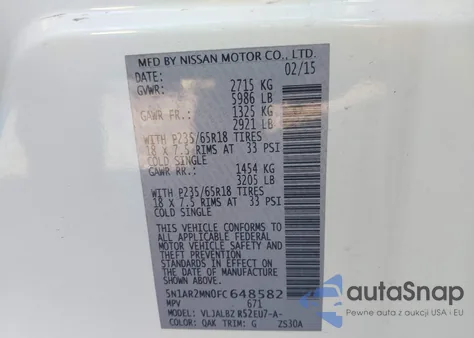 MFD BY NISSAN MOTOR CO., LTD.
DATE: 02/15
GVWR: 2715 KG
5986 LB
GAWR FR.: 1325 KG
2921 LB
WITH P235/65R18 TIRES
18 x 7.5 RIMS AT 33 PSI
COLD SINGLE
GAWR RR.: 1454 KG
3205 LB
WITH P235/65R18 TIRES
18 x 7.5 RIMS AT 33 PSI
COLD SINGLE
THIS VEHICLE CONFORMS TO ALL
APPLICABLE FEDERAL
MOTOR VEHICLE SAFETY AND
THEFT PREVENTION
STANDARDS IN EFFECT ON THE
DATE OF MANUFACTURE
SHOWN ABOVE.
5N1AR2MN0FC648582
MPV 671
MODEL: VLJALBZ R52EU7-A-
COLOR: QAK TRIM: G ZS30A
autoSnap
Pojazdy z aukcji USA i EU